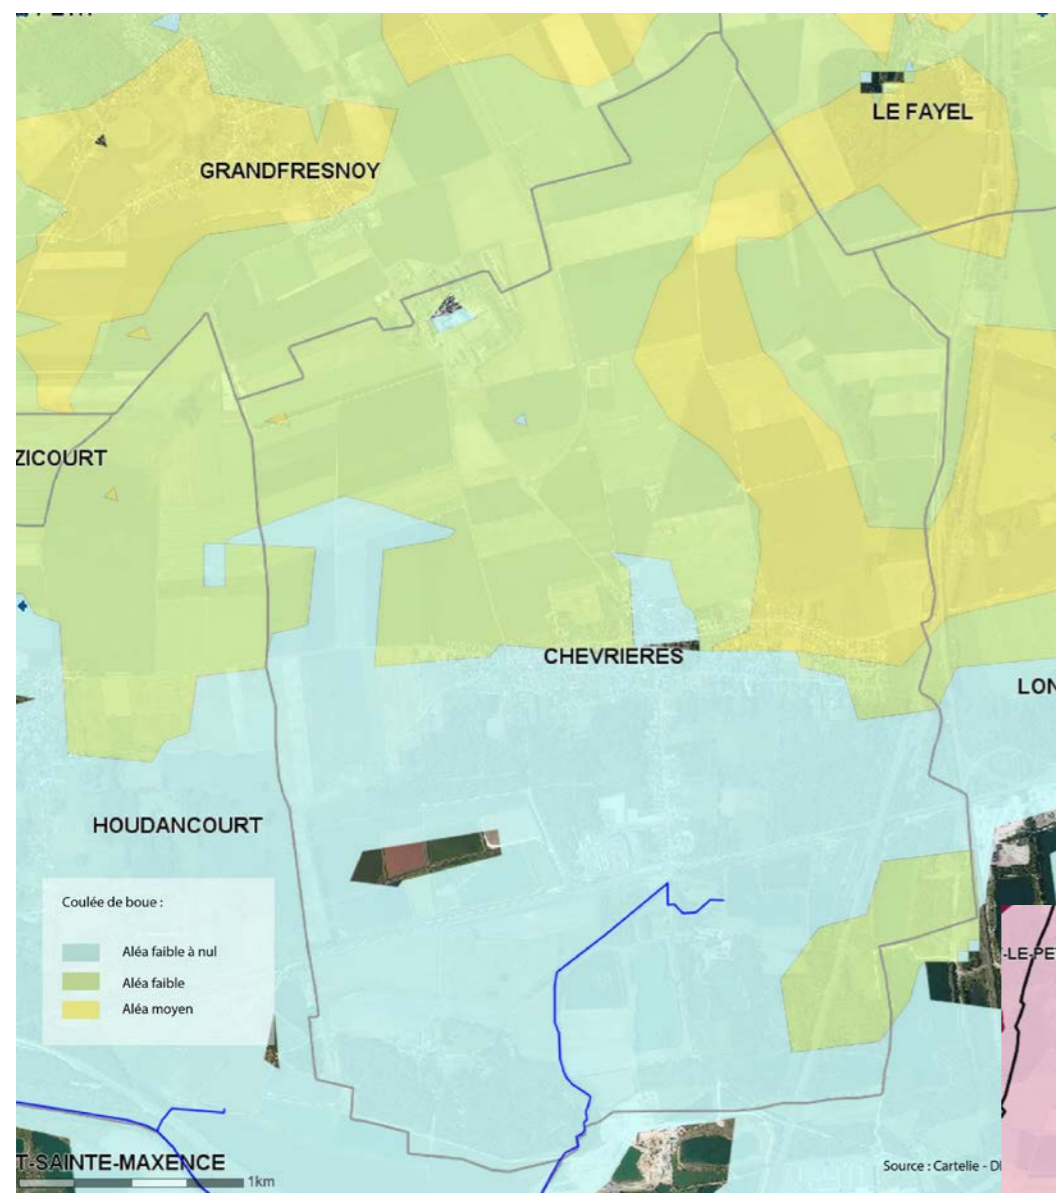 LE FAYEL
GRANDFRESNOY
ZICOURT
CHEVRIERES
LON
HOUDANCOURT
Coulée de boue :
Aléa faible à nul
Aléa faible
Aléa moyen
-LE-PE
T-SAINTE-MAXENCE
1km
Source : Cartelie - D